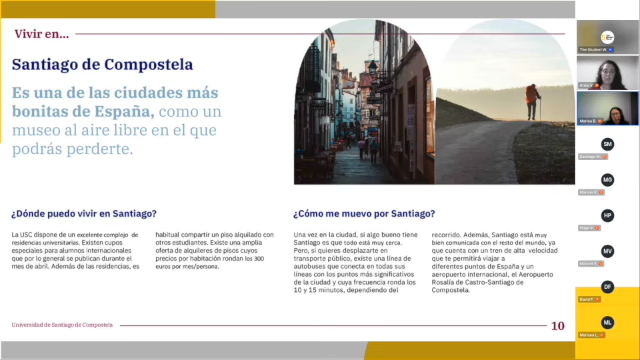 Vivir en...
Santiago de Compostela
Es una de las ciudades más
bonitas de España, como un
museo al aire libre en el que
podrás perderte.
¿Dónde puedo vivir en Santiago?
La USC dispone de un excelente complejo de
residencias universitarias. Existen cupos
especiales para alumnos internacionales
que por lo general se publican durante el
mes de abril. Además de las residencias, es
habitual compartir un piso alquilado con
otros estudiantes. Existe una amplia
oferta de alquileres de pisos cuyos
precios por habitación rondan los 300
euros por mes/persona.
¿Cómo me muevo por Santiago?
Una vez en la ciudad, si algo bueno tiene
Santiago es que todo está muy cerca.
Pero, si quieres desplazarte en
transporte público, existe una línea de
autobuses que conecta en todas sus
líneas con los puntos más significativos
de la ciudad y cuya frecuencia ronda los
10 y 15 minutos, dependiendo del
recorrido. Además, Santiago está muy
bien comunicada con el resto del mundo, ya
que cuenta con un tren de alta velocidad
que te permitirá viajar a
diferentes puntos de España y un
aeropuerto internacional, el Aeropuerto
Rosalía de Castro-Santiago de
Compostela.
Universidad de Santiago de Compostela
10
SM
MG
HP
MV
DF
ML